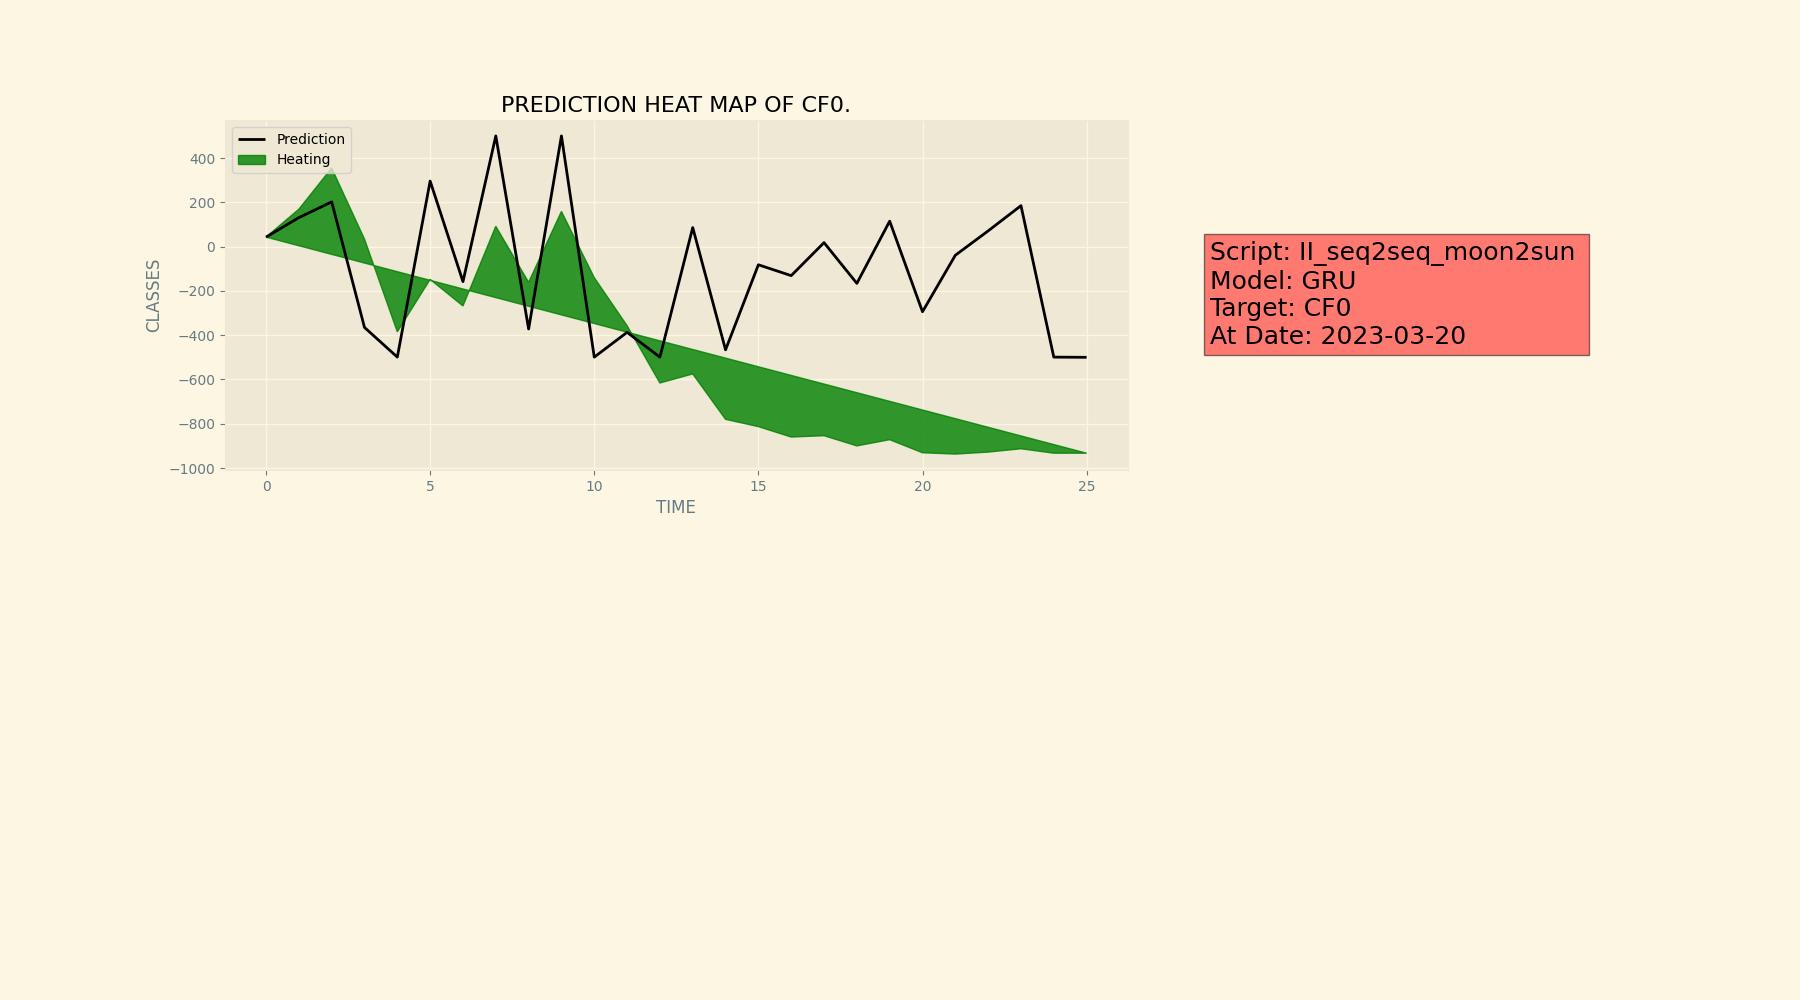 PREDICTION HEAT MAP OF CF0.
Prediction
Heating
400
200
0
−200
−400
−600
−800
−1000
CLASSES
0 5 10 15 20 25
TIME
Script: II_seq2seq_moon2sun
Model: GRU
Target: CF0
At Date: 2023-03-20